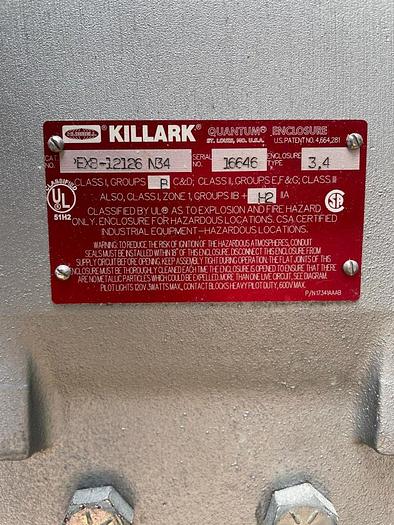 HUBBELL KILLARK® QUANTUM® ENCLOSURE
ST. LOUIS, MO. U.S.A. U.S. PATENT NO. 4,664,281
CAT. NO. EXB-12126 N34 SERIAL NO. 16646 ENCLOSURE TYPE 3,4
CLASS I, GROUPS B C&D; CLASS II, GROUPS E,F&G; CLASS III
ALSO, CLASS I, ZONE 1, GROUPS IIB + H2 IIA
CLASSIFIED UL 51H2
CLASSIFIED BY UL® AS TO EXPLOSION AND FIRE HAZARD
ONLY. ENCLOSURE FOR HAZARDOUS LOCATIONS. CSA CERTIFIED
INDUSTRIAL EQUIPMENT—HAZARDOUS LOCATIONS.
WARNING: TO REDUCE THE RISK OF IGNITION OF THE HAZARDOUS ATMOSPHERES, CONDUIT
SEALS MUST BE INSTALLED WITHIN 18" OF THIS ENCLOSURE. DISCONNECT THIS ENCLOSURE FROM
SUPPLY CIRCUIT BEFORE OPENING. KEEP ASSEMBLY TIGHT DURING OPERATION. THE FLAT JOINTS OF THIS
ENCLOSURE MUST BE THOROUGHLY CLEANED EACH TIME THE ENCLOSURE IS OPENED TO ENSURE THAT THERE
ARE NO METALLIC PARTICLES WHICH COULD BE EXPELLED. MORE THAN ONE LIVE CIRCUIT, SEE DIAGRAM.
PILOT LIGHTS 120V 3 WATTS MAX., CONTACT BLOCKS HEAVY PILOT DUTY, 600V MAX.
P/N 17341AAAB